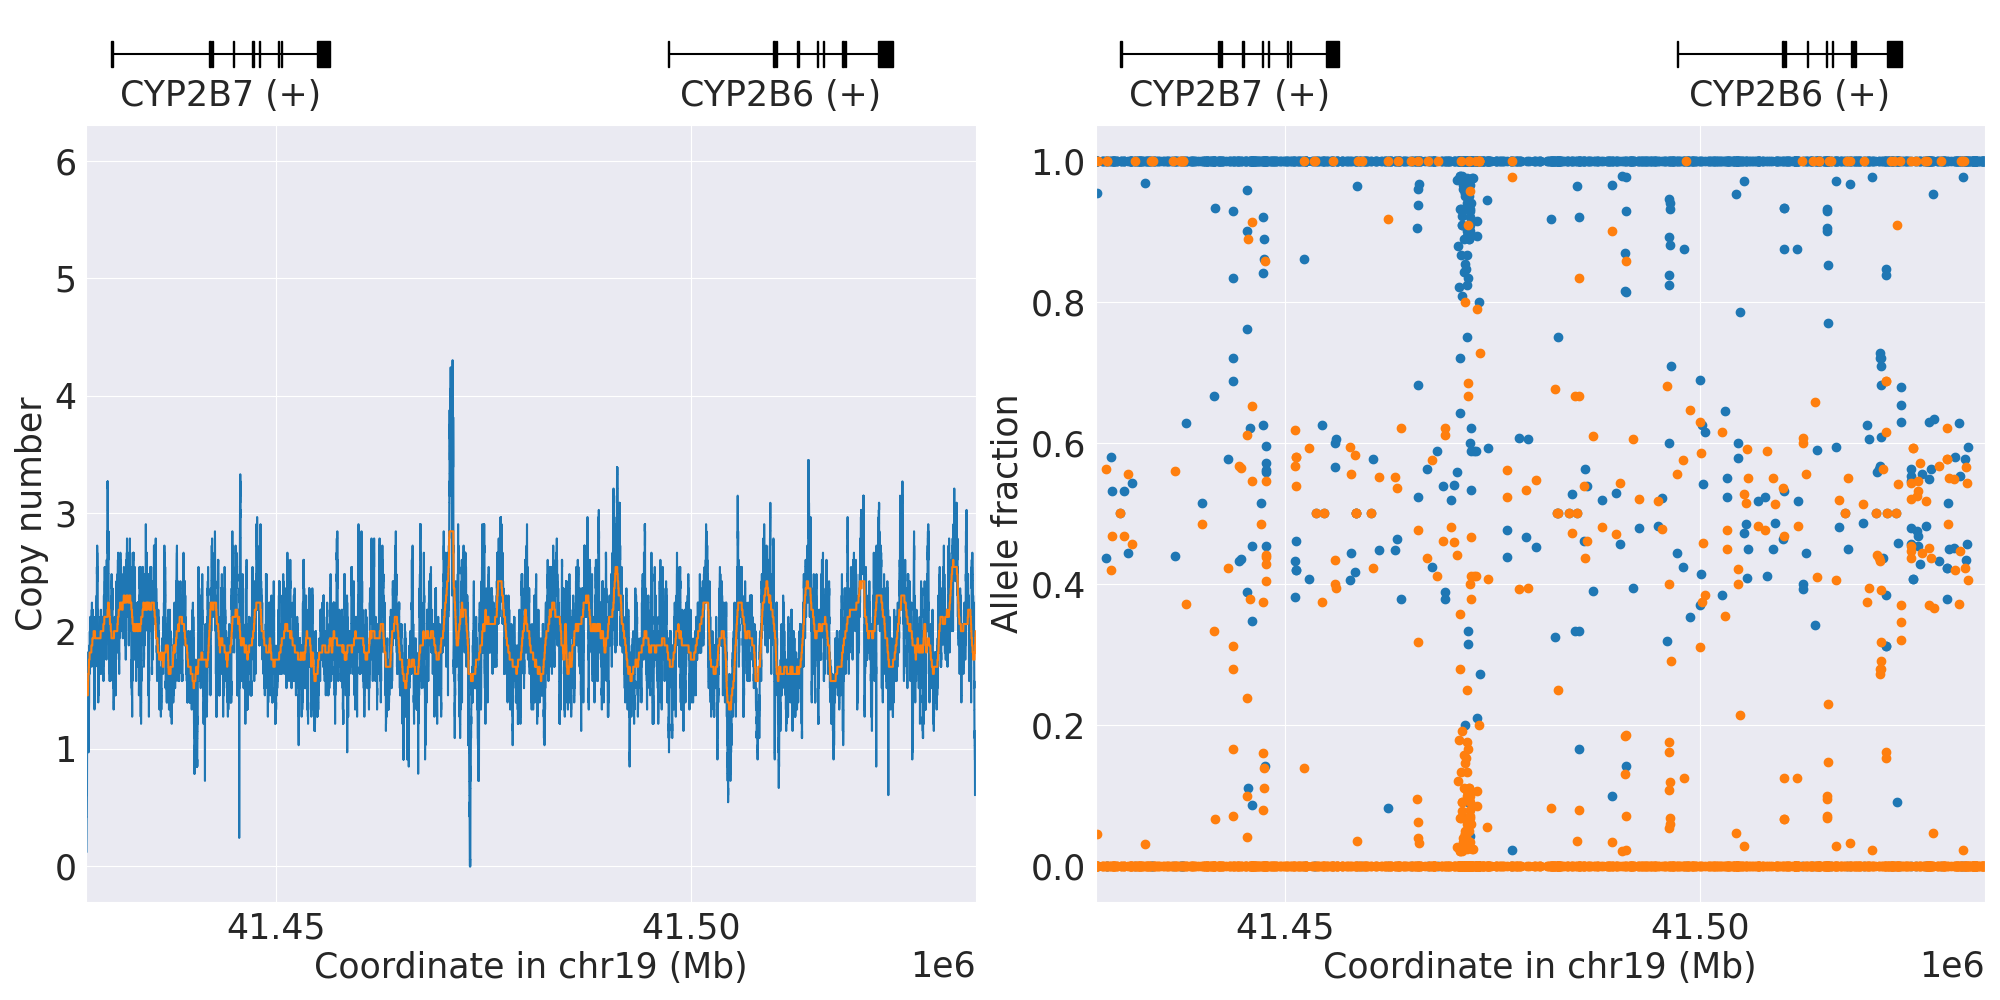 CYP2B7 (+) CYP2B6 (+)
6
5
4
3
2
1
0
Copy number
41.45 41.50
Coordinate in chr19 (Mb) 1e6
CYP2B7 (+) CYP2B6 (+)
1.0
0.8
0.6
0.4
0.2
0.0
Allele fraction
41.45 41.50
Coordinate in chr19 (Mb) 1e6